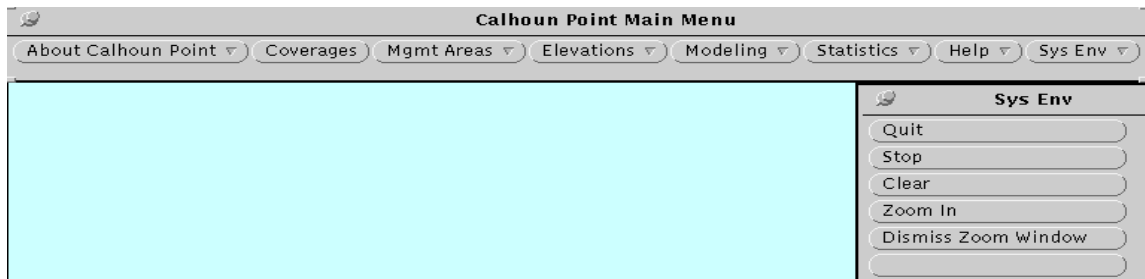 Calhoun Point Main Menu
About Calhoun Point Coverages Mgmt Areas Elevations Modeling Statistics Help Sys Env
Sys Env
Quit
Stop
Clear
Zoom In
Dismiss Zoom Window